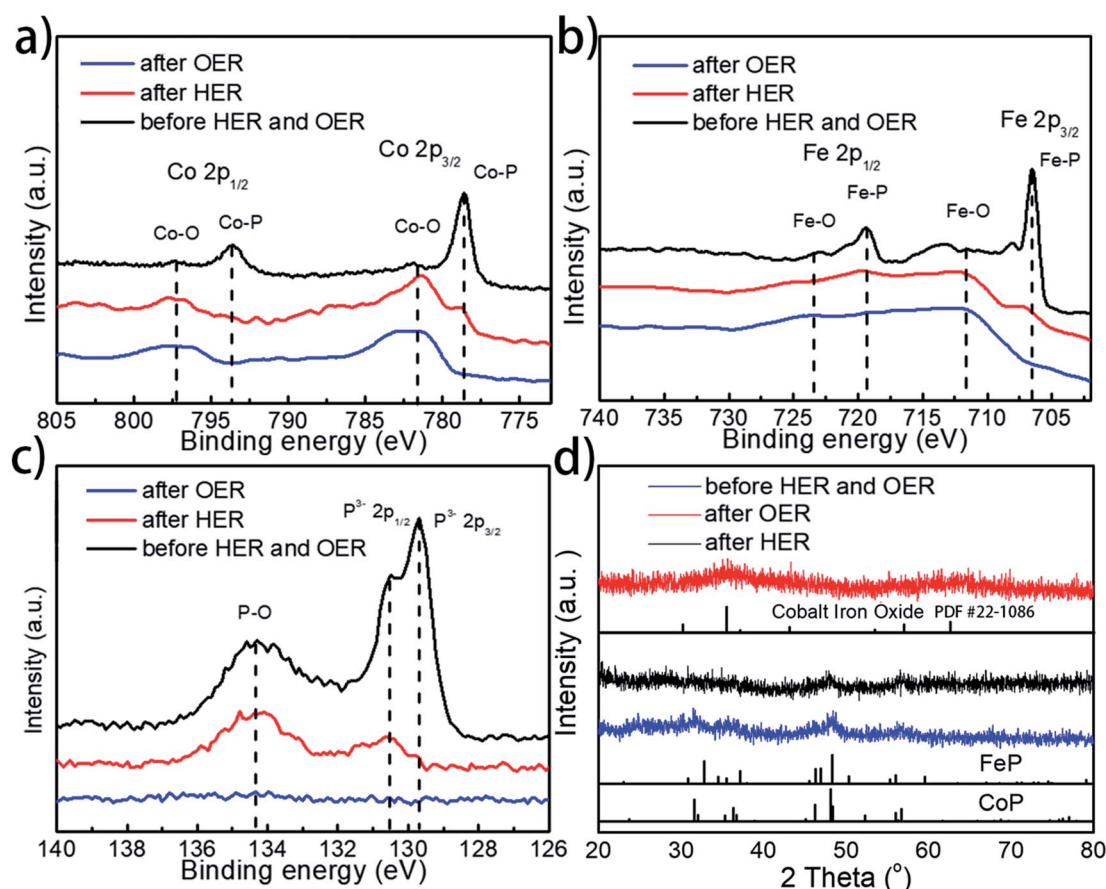 a)
after OER
after HER
before HER and OER
Co 2p1/2
Co 2p3/2
Co-P
Co-O
Co-P
Co-O
Intensity (a.u.)
805 800 795 790 785 780 775
Binding energy (eV)
b)
after OER
after HER
before HER and OER
Fe 2p3/2
Fe 2p1/2
Fe-P
Fe-P
Fe-O
Fe-O
Intensity (a.u.)
740 735 730 725 720 715 710 705
Binding energy (eV)
c)
after OER
after HER
before HER and OER
P3- 2p1/2
P3- 2p3/2
P-O
Intensity (a.u.)
140 138 136 134 132 130 128 126
Binding energy (eV)
d)
before HER and OER
after OER
after HER
Cobalt Iron Oxide PDF #22-1086
FeP
CoP
Intensity (a.u.)
20 30 40 50 60 70 80
2 Theta (°)